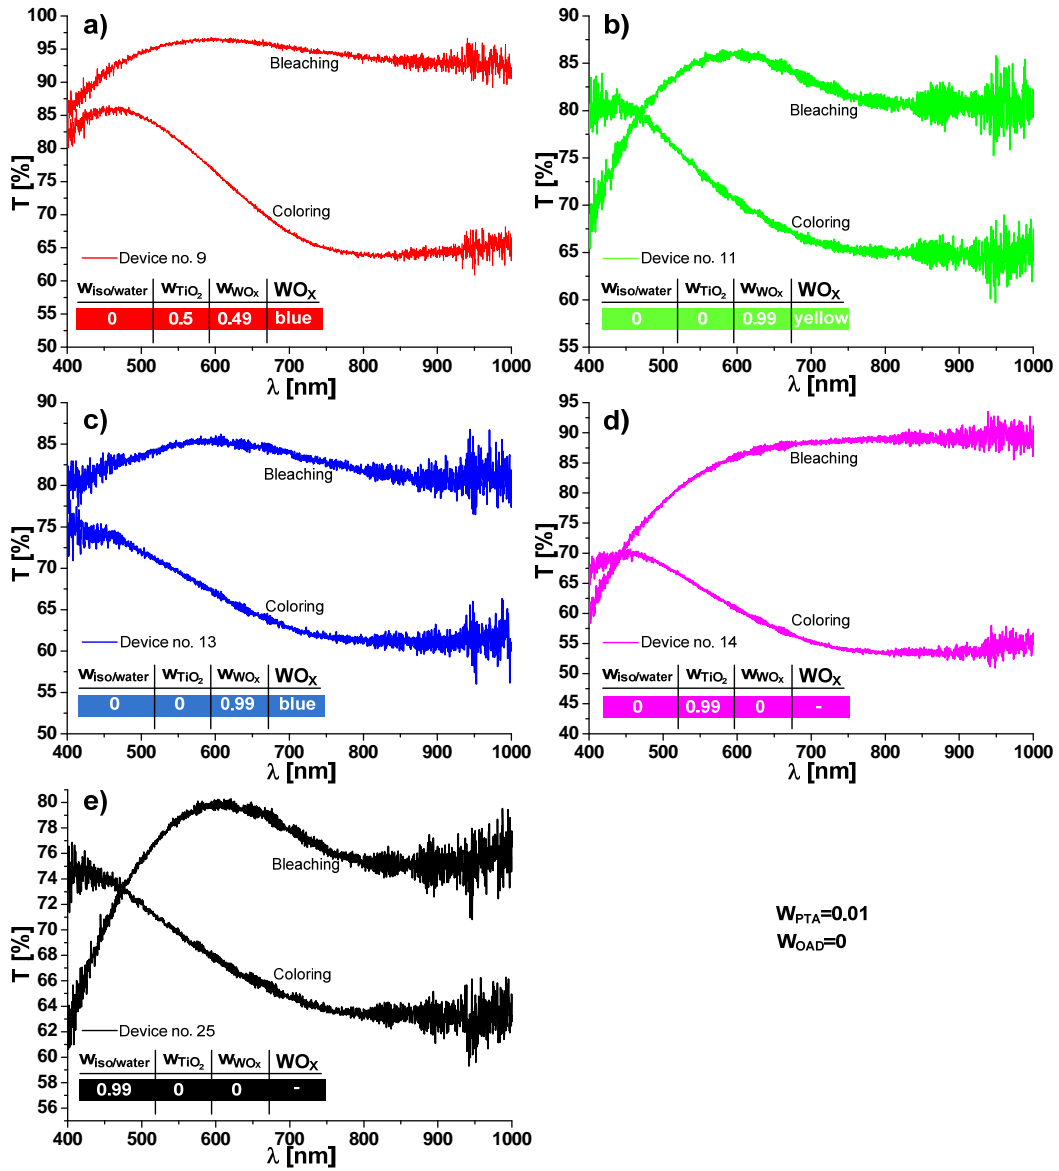 a)
T [%]
100
95
90
85
80
75
70
65
60
55
50
Bleaching
Coloring
Device no. 9
w_iso/water w_TiO₂ w_WOₓ WOₓ
0 0.5 0.49 blue
400 500 600 700 800 900 1000
λ [nm]
b)
T [%]
90
85
80
75
70
65
60
55
Bleaching
Coloring
Device no. 11
w_iso/water w_TiO₂ w_WOₓ WOₓ
0 0 0.99 yellow
400 500 600 700 800 900 1000
λ [nm]
c)
T [%]
90
85
80
75
70
65
60
55
50
Bleaching
Coloring
Device no. 13
w_iso/water w_TiO₂ w_WOₓ WOₓ
0 0 0.99 blue
400 500 600 700 800 900 1000
λ [nm]
d)
T [%]
95
90
85
80
75
70
65
60
55
50
45
40
Bleaching
Coloring
Device no. 14
w_iso/water w_TiO₂ w_WOₓ WOₓ
0 0.99 0 -
400 500 600 700 800 900 1000
λ [nm]
e)
T [%]
80
78
76
74
72
70
68
66
64
62
60
58
56
Bleaching
Coloring
Device no. 25
w_iso/water w_TiO₂ w_WOₓ WOₓ
0.99 0 0 -
400 500 600 700 800 900 1000
λ [nm]
W_PTA=0.01
W_OAD=0